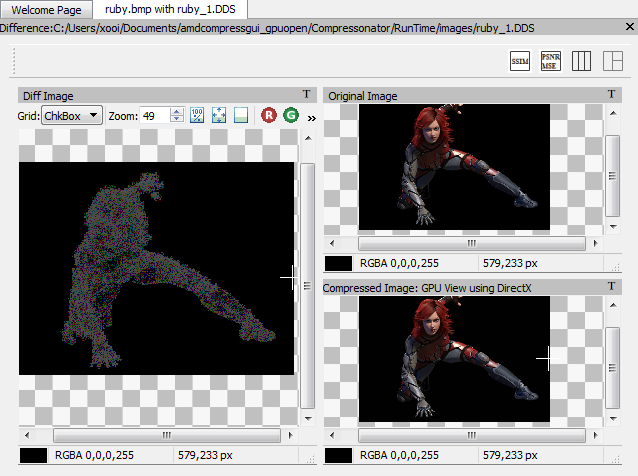 Welcome Page
ruby.bmp with ruby_1.DDS
Difference:C:/Users/xooi/Documents/amdcompressgui_gpuopen/Compressonator/RunTime/images/ruby_1.DDS
SSIM
PSNR
MSE
Diff Image
T
Grid: ChkBox Zoom: 49 100 % R G »
Original Image
T
RGBA 0,0,0,255 579,233 px
Compressed Image: GPU View using DirectX
T
RGBA 0,0,0,255 579,233 px
RGBA 0,0,0,255 579,233 px